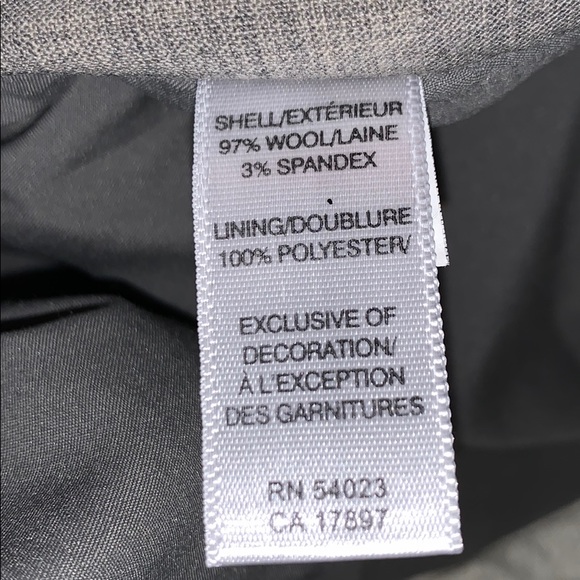 SHELL/EXTÉRIEUR
97% WOOL/LAINE
3% SPANDEX
LINING/DOUBLURE
100% POLYESTER/
EXCLUSIVE OF
DECORATION/
À L'EXCEPTION
DES GARNITURES
RN 54023
CA 17897